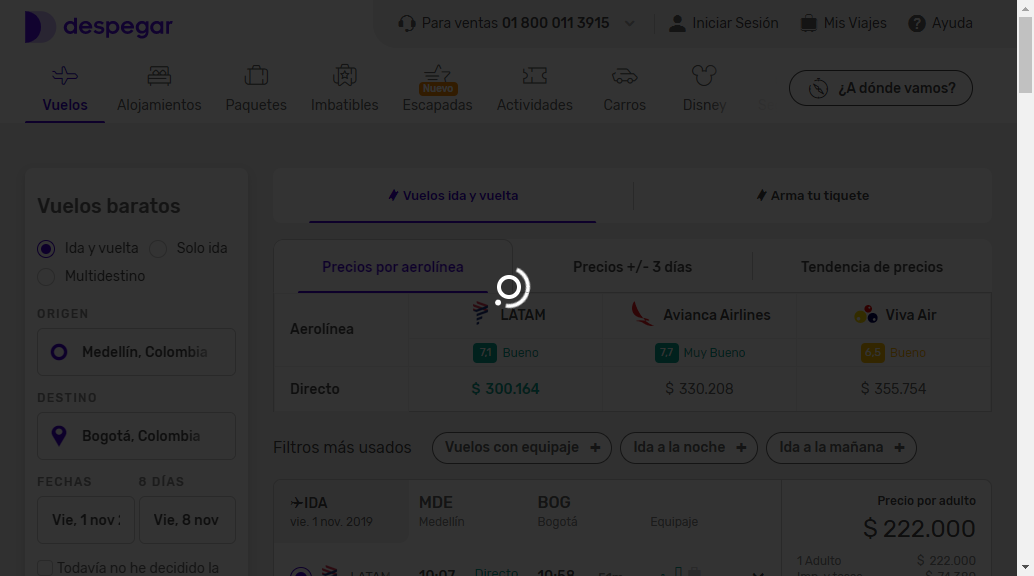 despegar
Para ventas 01 800 011 3915
Iniciar Sesión
Mis Viajes
Ayuda
Vuelos
Alojamientos
Paquetes
Imbatibles
Nuevo
Escapadas
Actividades
Carros
Disney
¿A dónde vamos?
Vuelos baratos
Ida y vuelta
Solo ida
Multidestino
ORIGEN
Medellín, Colombia
DESTINO
Bogotá, Colombia
FECHAS
8 DÍAS
Vie, 1 nov
Vie, 8 nov
Todavía no he decidido la
Vuelos ida y vuelta
Arma tu tiquete
Precios por aerolínea
Precios +/- 3 días
Tendencia de precios
Aerolínea
LATAM
Avianca Airlines
Viva Air
7,1 Bueno
7,7 Muy Bueno
6,5 Bueno
Directo
$ 300.164
$ 330.208
$ 355.754
Filtros más usados
Vuelos con equipaje +
Ida a la noche +
Ida a la mañana +
IDA
MDE
BOG
vie. 1 nov. 2019
Medellín
Bogotá
Equipaje
LATAM
10:07
Directo
10:58
51m
Precio por adulto
$ 222.000
1 Adulto
$ 222.000